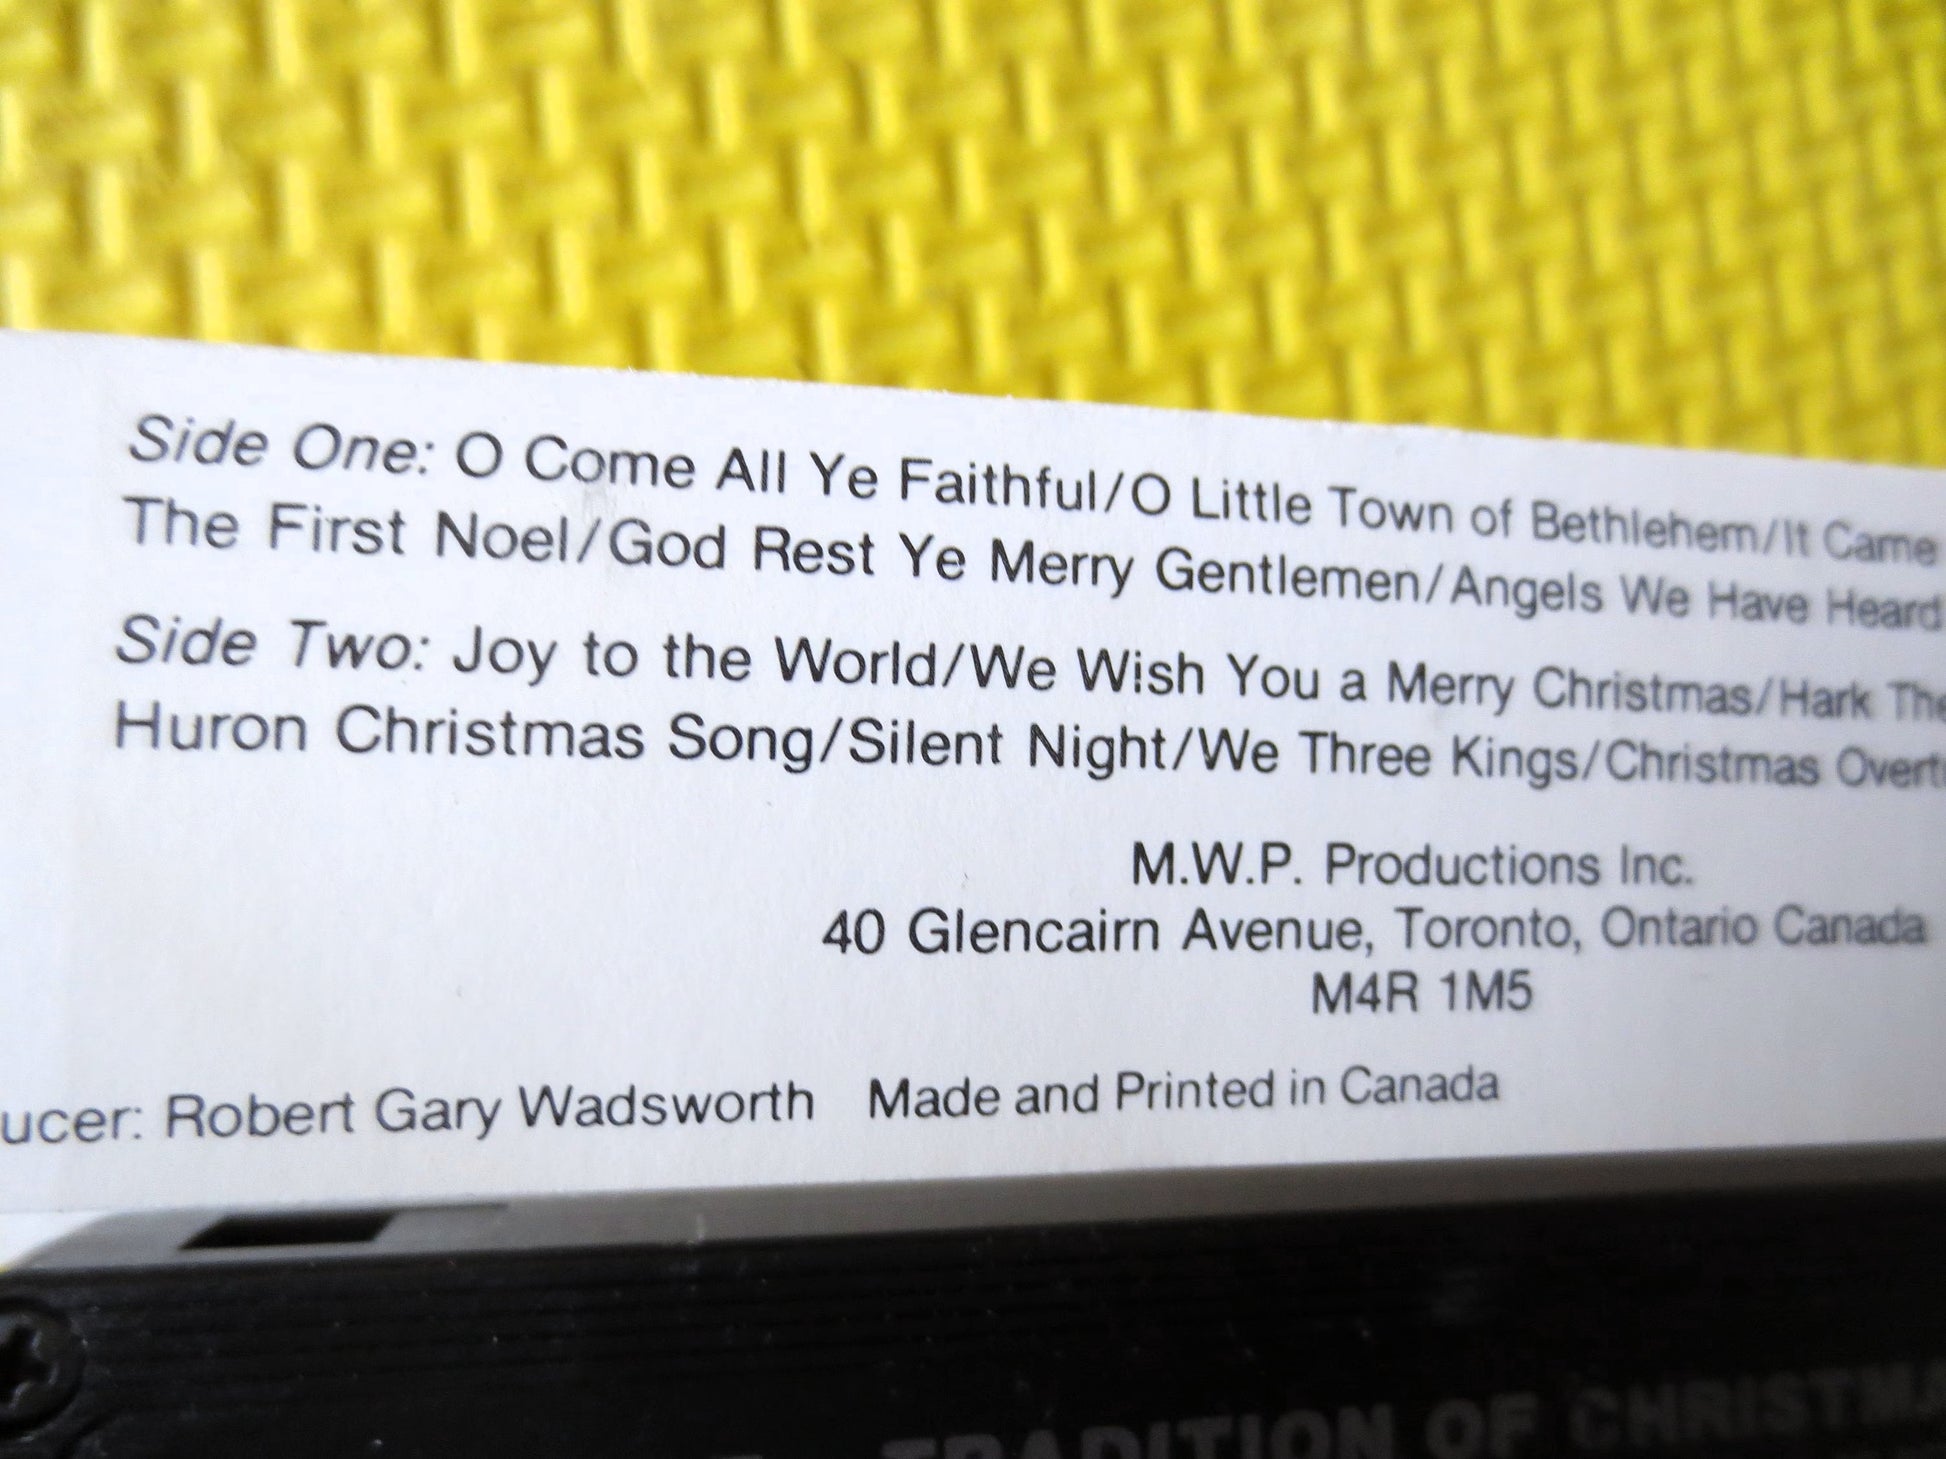 Side One: O Come All Ye Faithful/O Little Town of Bethlehem/It Came
The First Noel/God Rest Ye Merry Gentlemen/Angels We Have Heard
Side Two: Joy to the World/We Wish You a Merry Christmas/Hark The
Huron Christmas Song/Silent Night/We Three Kings/Christmas Overt
M.W.P. Productions Inc.
40 Glencairn Avenue, Toronto, Ontario Canada
M4R 1M5
ucer: Robert Gary Wadsworth Made and Printed in Canada
TRADITION OF CHRISTMA